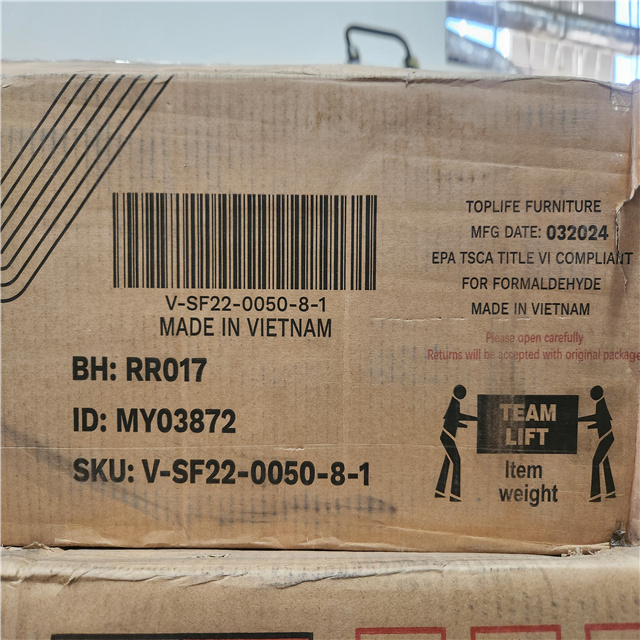 V-SF22-0050-8-1
MADE IN VIETNAM
BH: RR017
ID: MY03872
SKU: V-SF22-0050-8-1
TOPLIFE FURNITURE
MFG DATE: 032024
EPA TSCA TITLE VI COMPLIANT
FOR FORMALDEHYDE
MADE IN VIETNAM
Please open carefully
Returns will be accepted with original package
TEAM
LIFT
Item
weight